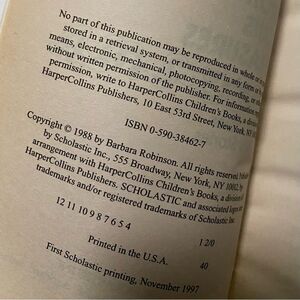 No part of this publication may be reproduced in whole or
stored in a retrieval system, or transmitted in any form or by
means, electronic, mechanical, photocopying, recording, or
without written permission of the publisher. For information
permission, write to HarperCollins Children's Books, a division
HarperCollins Publishers, 10 East 53rd Street, New York, NY
ISBN 0-590-38462-7
Copyright © 1988 by Barbara Robinson. All rights reserved.
by Scholastic Inc., 555 Broadway, New York, NY 10012, by
arrangement with HarperCollins Children's Books, a division
HarperCollins Publishers. SCHOLASTIC and associated logos are
trademarks and/or registered trademarks of Scholastic Inc.
12 11 10 9 8 7 6 5 4 1 2/0
Printed in the U.S.A. 40
First Scholastic printing, November 1997